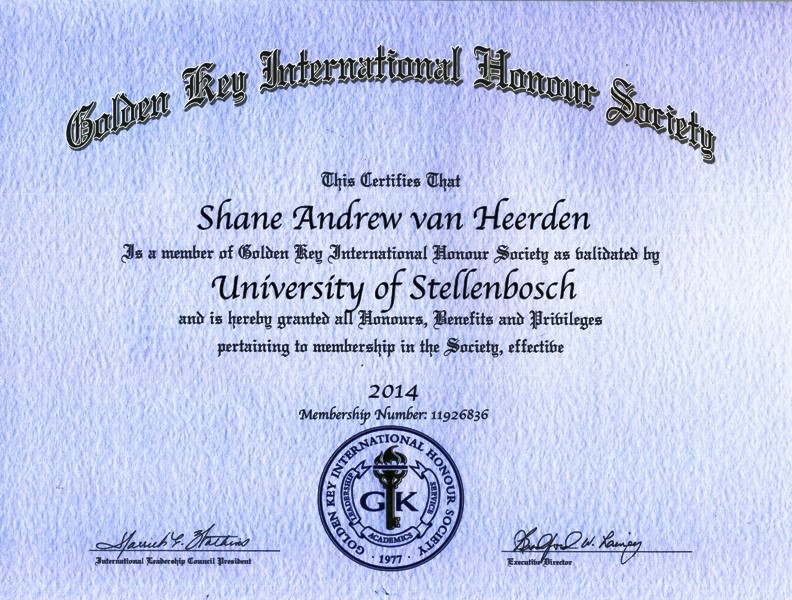 Golden Key International Honour Society
This Certifies That
Shane Andrew van Heerden
Is a member of Golden Key International Honour Society as validated by
University of Stellenbosch
and is hereby granted all Honours, Benefits and Privileges
pertaining to membership in the Society, effective
2014
Membership Number: 11926836
GOLDEN KEY INTERNATIONAL HONOUR SOCIETY
LEADERSHIP
GK
SERVICE
ACADEMICS
· 1977 ·
International Leadership Council President
Executive Director